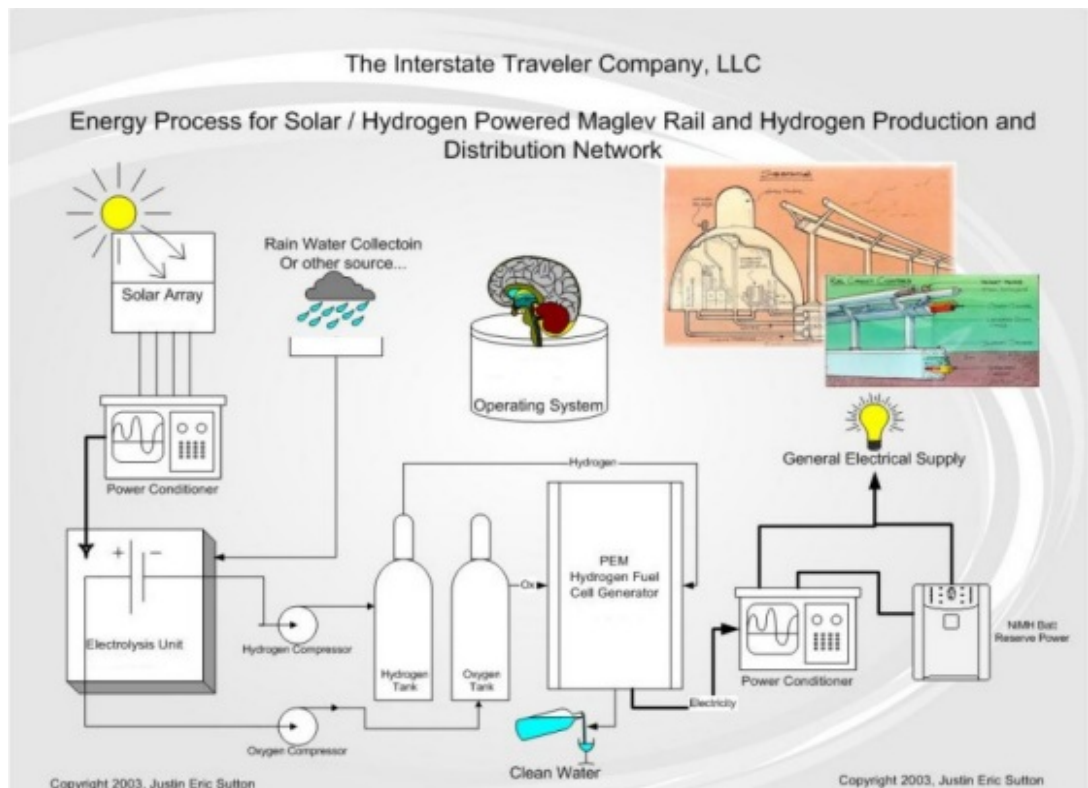 The Interstate Traveler Company, LLC
Energy Process for Solar / Hydrogen Powered Maglev Rail and Hydrogen Production and
Distribution Network
Solar Array
Rain Water Collectoin
Or other source...
Operating System
General Electrical Supply
Power Conditioner
Hydrogen
PEM
Hydrogen Fuel
Cell Generator
Ox
+ −
Electrolysis Unit
Hydrogen Compressor
Hydrogen
Tank
Oxygen
Tank
NIMH Batt
Reserve Power
Power Conditioner
Electricity
Oxygen Compressor
Clean Water
Copyright 2003, Justin Eric Sutton
Copyright 2003, Justin Eric Sutton